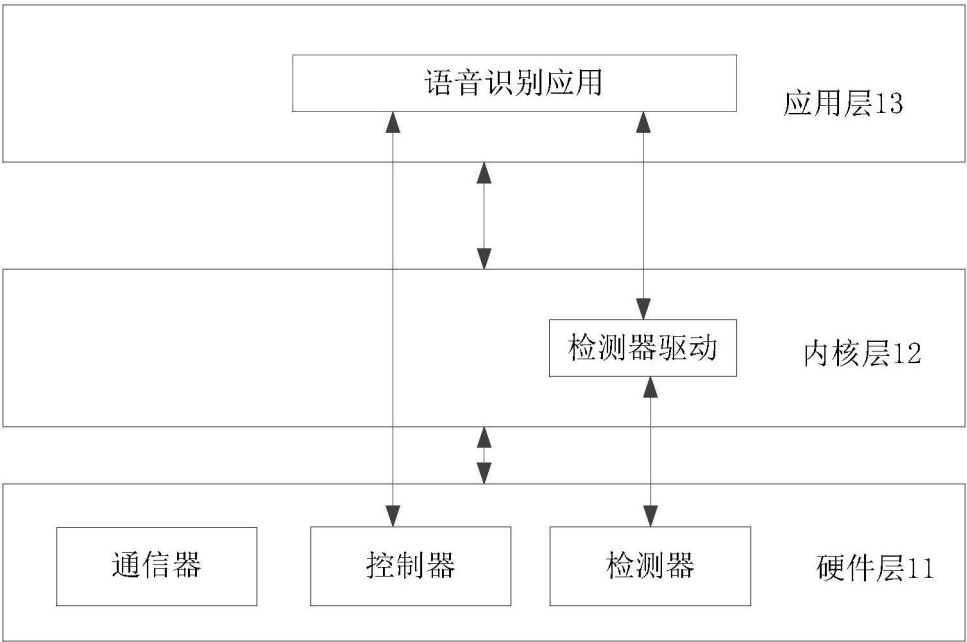 语音识别应用
应用层13
检测器驱动
内核层12
通信器
控制器
检测器
硬件层11